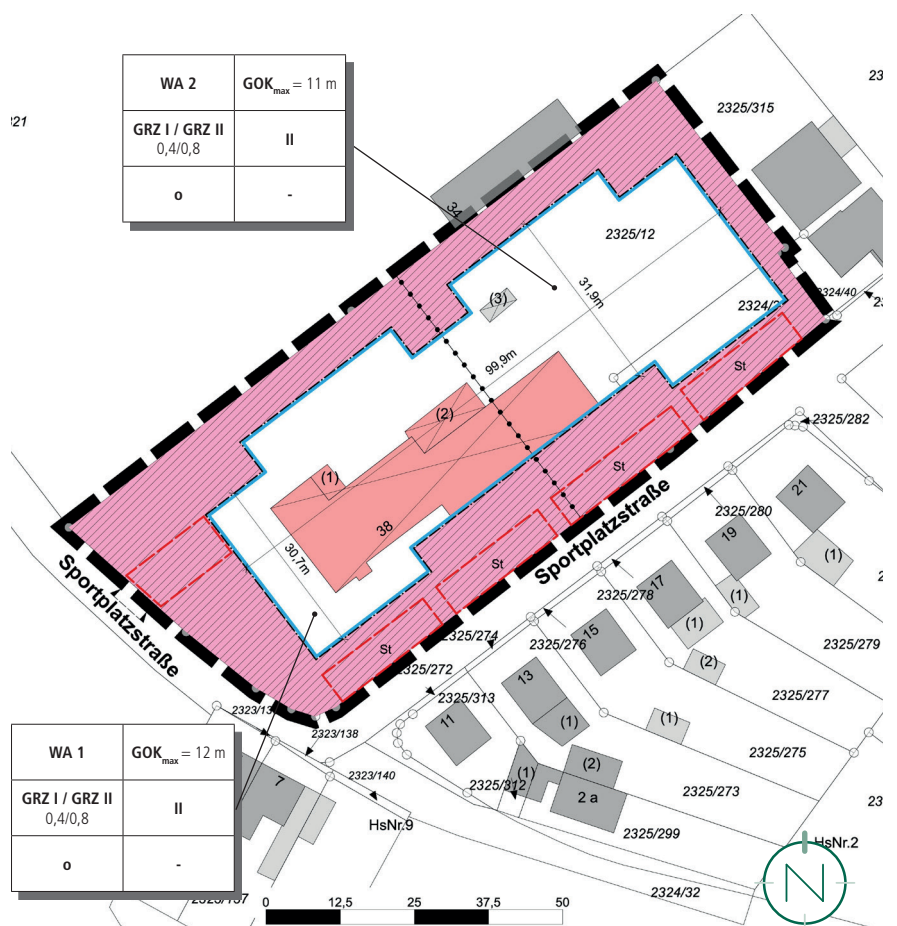 WA 2
GOKmax = 11 m
GRZ I / GRZ II
0,4/0,8
II
o
-
321
23
2325/315
34
2325/12
31,9m
(3)
2324/40
99,9m
St
(2)
2325/282
(1)
St
21
38
2325/280
19
(1)
30,7m
St
Sportplatzstraße
2325/278
17
(1)
Sportplatzstraße
2325/274
2325/276
15
(1)
2325/279
St
2325/272
(2)
2325/313
13
2325/277
(1)
(1)
2323/138
11
2325/275
WA 1
GOKmax = 12 m
GRZ I / GRZ II
0,4/0,8
II
o
-
7
2323/140
2325/312
(1)
(2)
2 a
2325/273
HsNr.9
2325/299
HsNr.2
2324/32
0
12,5
25
37,5
50
N